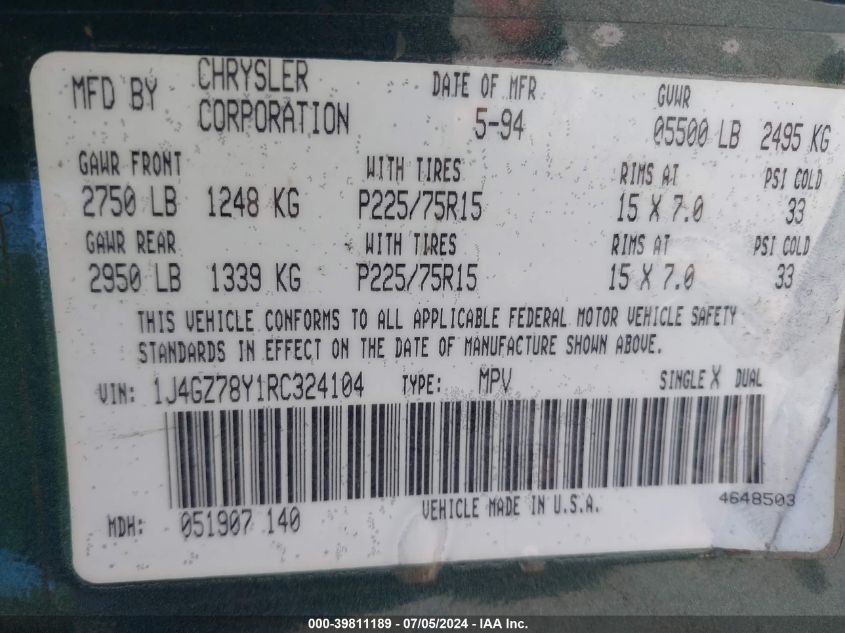 MFD BY CHRYSLER CORPORATION DATE OF MFR 5-94 GVWR 05500 LB 2495 KG
GAWR FRONT WITH TIRES RIMS AT PSI COLD
2750 LB 1248 KG P225/75R15 15 X 7.0 33
GAWR REAR WITH TIRES RIMS AT PSI COLD
2950 LB 1339 KG P225/75R15 15 X 7.0 33
THIS VEHICLE CONFORMS TO ALL APPLICABLE FEDERAL MOTOR VEHICLE SAFETY
STANDARDS IN EFFECT ON THE DATE OF MANUFACTURE SHOWN ABOVE.
VIN: 1J4GZ78Y1RC324104 TYPE: MPV SINGLE X DUAL
MDH: 051907 140 VEHICLE MADE IN U.S.A. 4648503
000-39811189 - 07/05/2024 - IAA Inc.